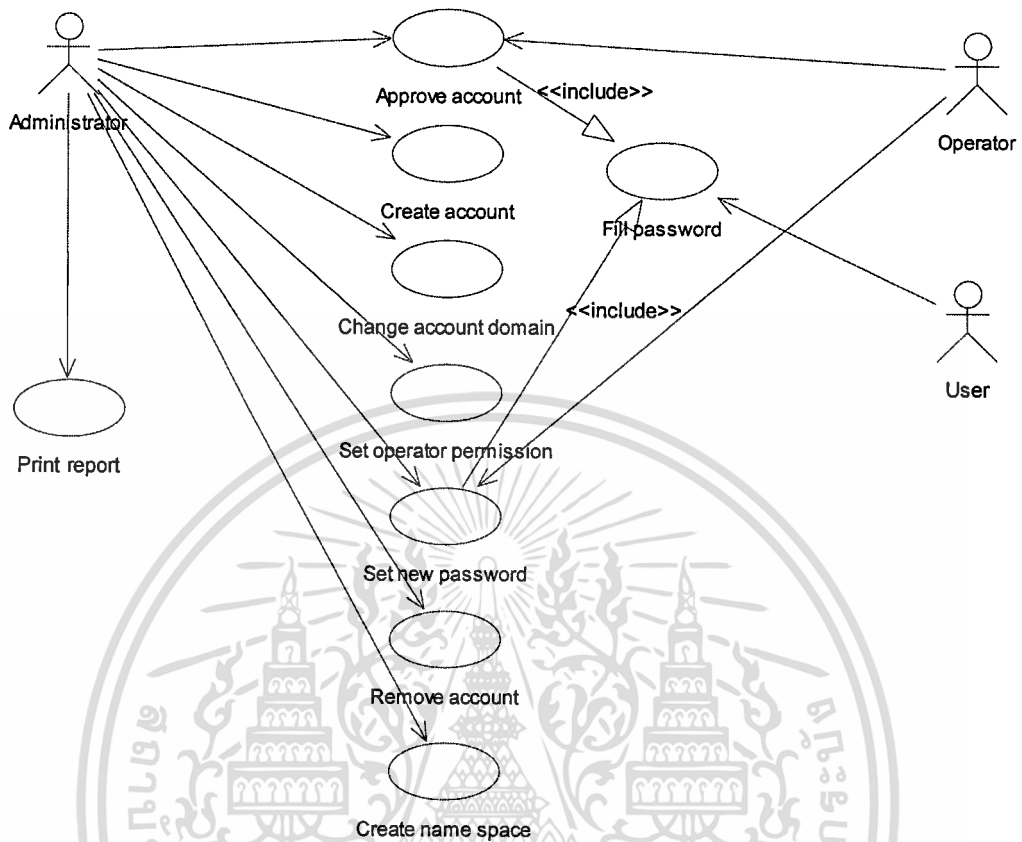 Administrator
Approve account
<<include>>
Operator
Create account
Fill password
Change account domain
<<include>>
User
Print report
Set operator permission
Set new password
Remove account
Create name space